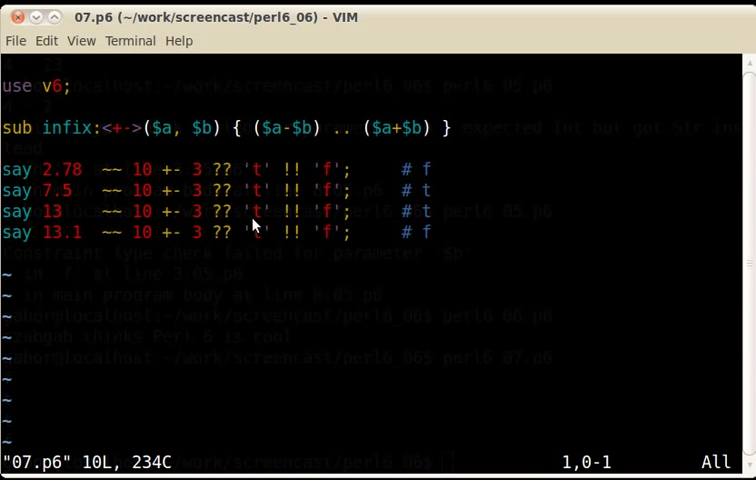 07.p6 (~/work/screencast/perl6_06) - VIM
File Edit View Terminal Help
use v6;
sub infix:<+->($a, $b) { ($a-$b) .. ($a+$b) }
say 2.78 ~~ 10 +- 3 ?? 't' !! 'f'; # f
say 7.5 ~~ 10 +- 3 ?? 't' !! 'f'; # t
say 13 ~~ 10 +- 3 ?? 't' !! 'f'; # t
say 13.1 ~~ 10 +- 3 ?? 't' !! 'f'; # f
~
~
~
~
~
~
~
~
~
"07.p6" 10L, 234C 1,0-1 All